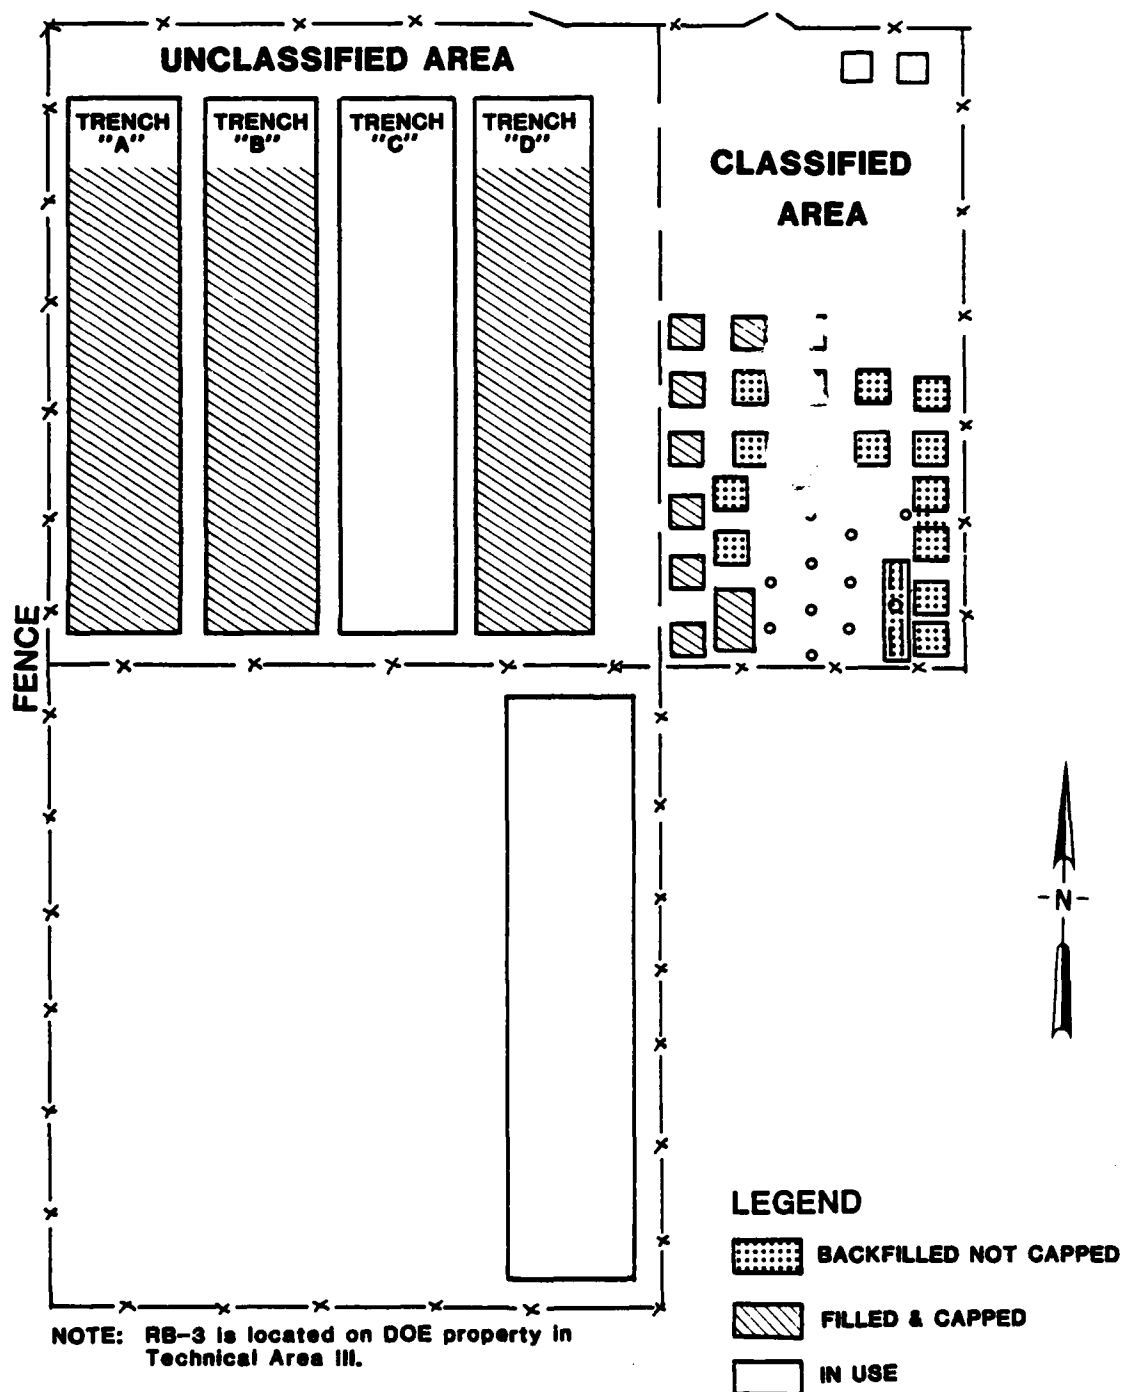 UNCLASSIFIED AREA
TRENCH
"A"
TRENCH
"B"
TRENCH
"C"
TRENCH
"D"
CLASSIFIED
AREA
FENCE
-N-
LEGEND
BACKFILLED NOT CAPPED
FILLED & CAPPED
IN USE
NOTE: RB-3 is located on DOE property in
Technical Area III.